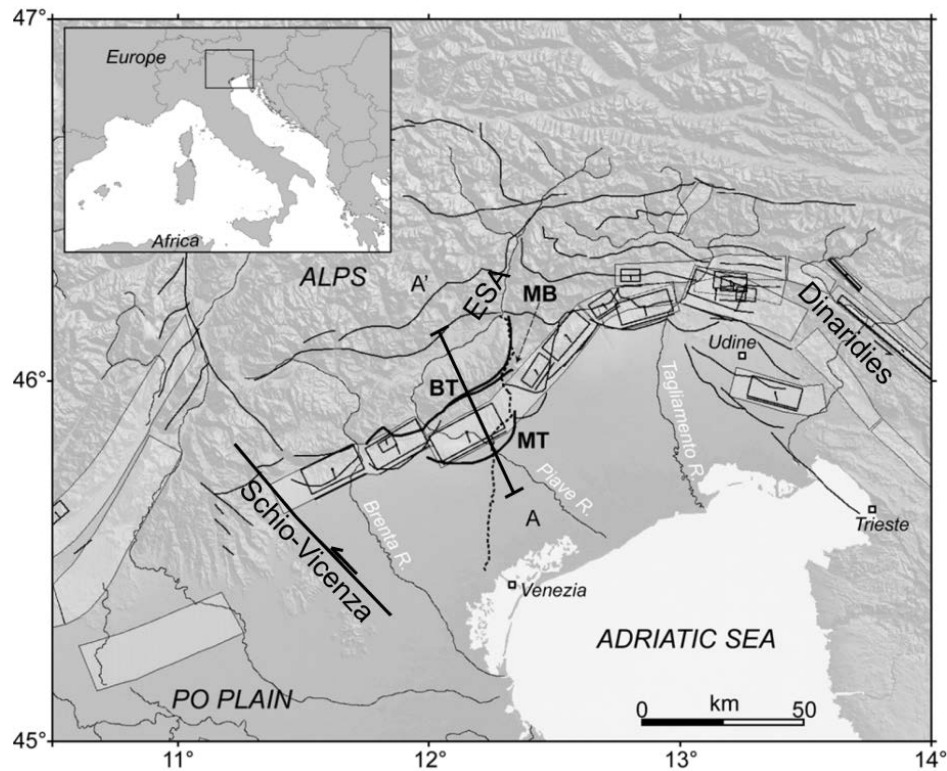 47°
Europe
Africa
ALPS
A'
ESA
MB
Dinaridies
Udine
46°
BT
Tagliamento R.
MT
Piave R.
A
Schio-Vicenza
Brenta R.
Trieste
Venezia
ADRIATIC SEA
PO PLAIN
km
0 50
45°
11° 12° 13° 14°